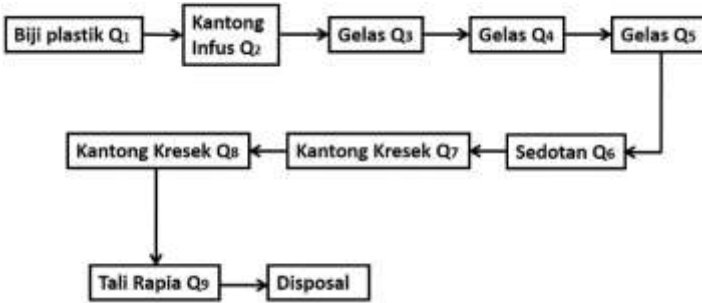 Biji plastik Q1
Kantong
Infus Q2
Gelas Q3
Gelas Q4
Gelas Q5
Sedotan Q6
Kantong Kresek Q7
Kantong Kresek Q8
Tali Rapia Q9
Disposal